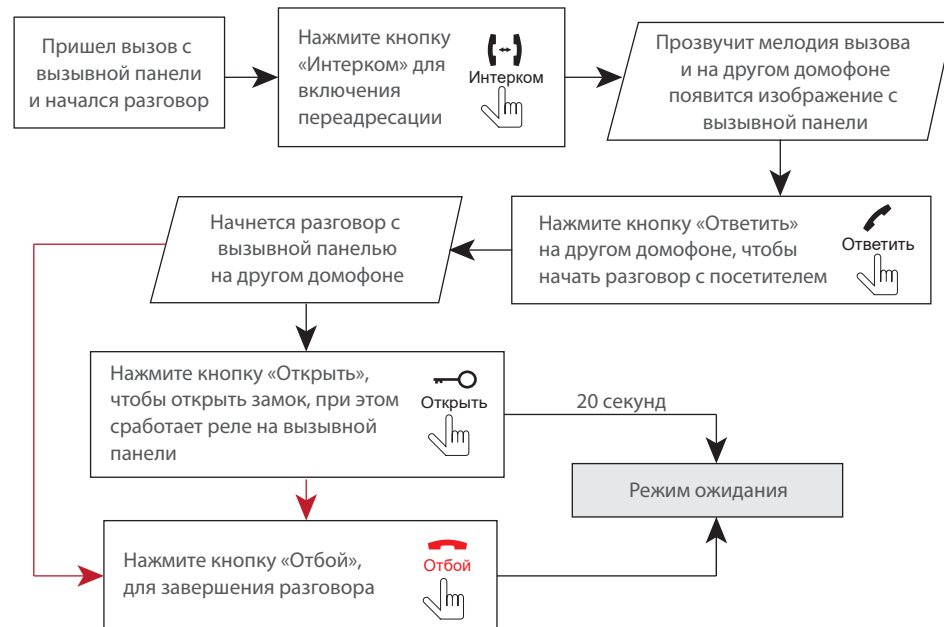 Пришел вызов с
вызывной панели
и начался разговор
Нажмите кнопку
«Интерком» для
включения
переадресации
Интерком
Прозвучит мелодия вызова
и на другом домофоне
появится изображение с
вызывной панели
Начнется разговор с
вызывной панелью
на другом домофоне
Нажмите кнопку «Ответить»
на другом домофоне, чтобы
начать разговор с посетителем
Ответить
Нажмите кнопку «Открыть»,
чтобы открыть замок, при этом
сработает реле на вызывной
панели
Открыть
20 секунд
Режим ожидания
Нажмите кнопку «Отбой»,
для завершения разговора
Отбой